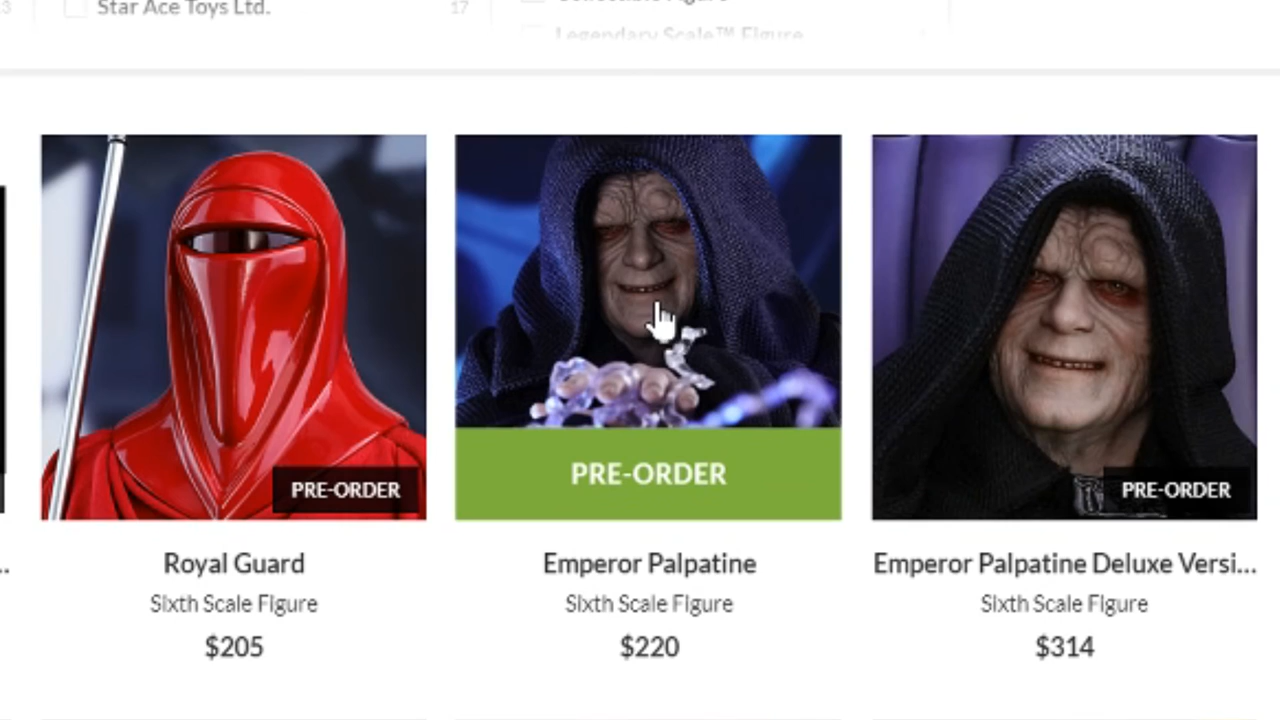 Star Ace Toys Ltd.
17
Legendary Scale™ Figure
PRE-ORDER
PRE-ORDER
PRE-ORDER
Royal Guard
Emperor Palpatine
Emperor Palpatine Deluxe Versi...
Sixth Scale Figure
Sixth Scale Figure
Sixth Scale Figure
$205
$220
$314